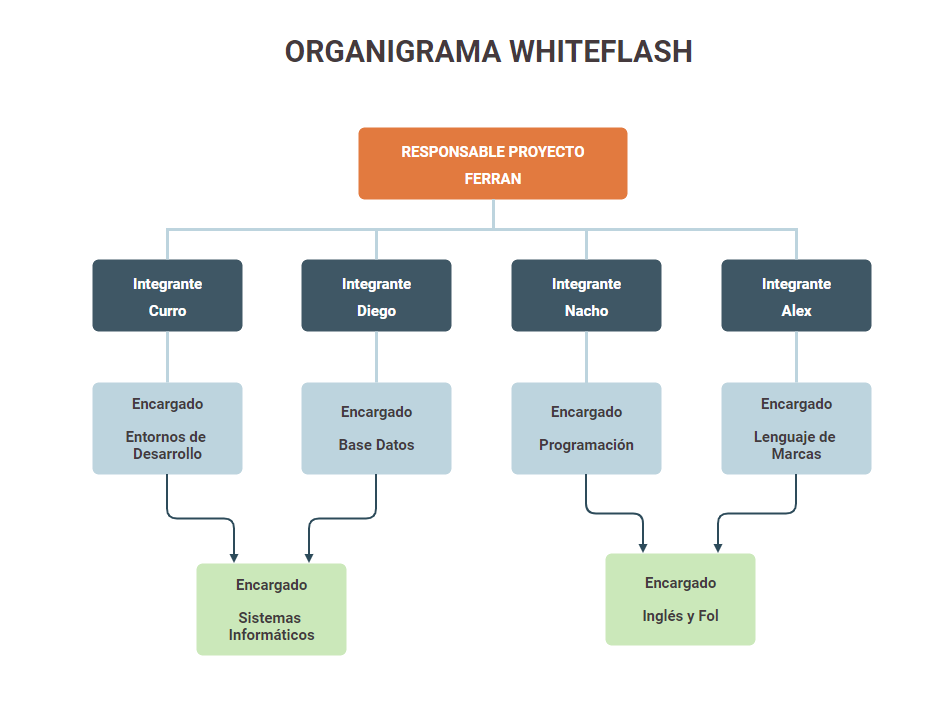 ORGANIGRAMA WHITEFLASH
RESPONSABLE PROYECTO
FERRAN
Integrante
Curro
Integrante
Diego
Integrante
Nacho
Integrante
Alex
Encargado
Entornos de
Desarrollo
Encargado
Base Datos
Encargado
Programación
Encargado
Lenguaje de
Marcas
Encargado
Sistemas
Informáticos
Encargado
Inglés y Fol